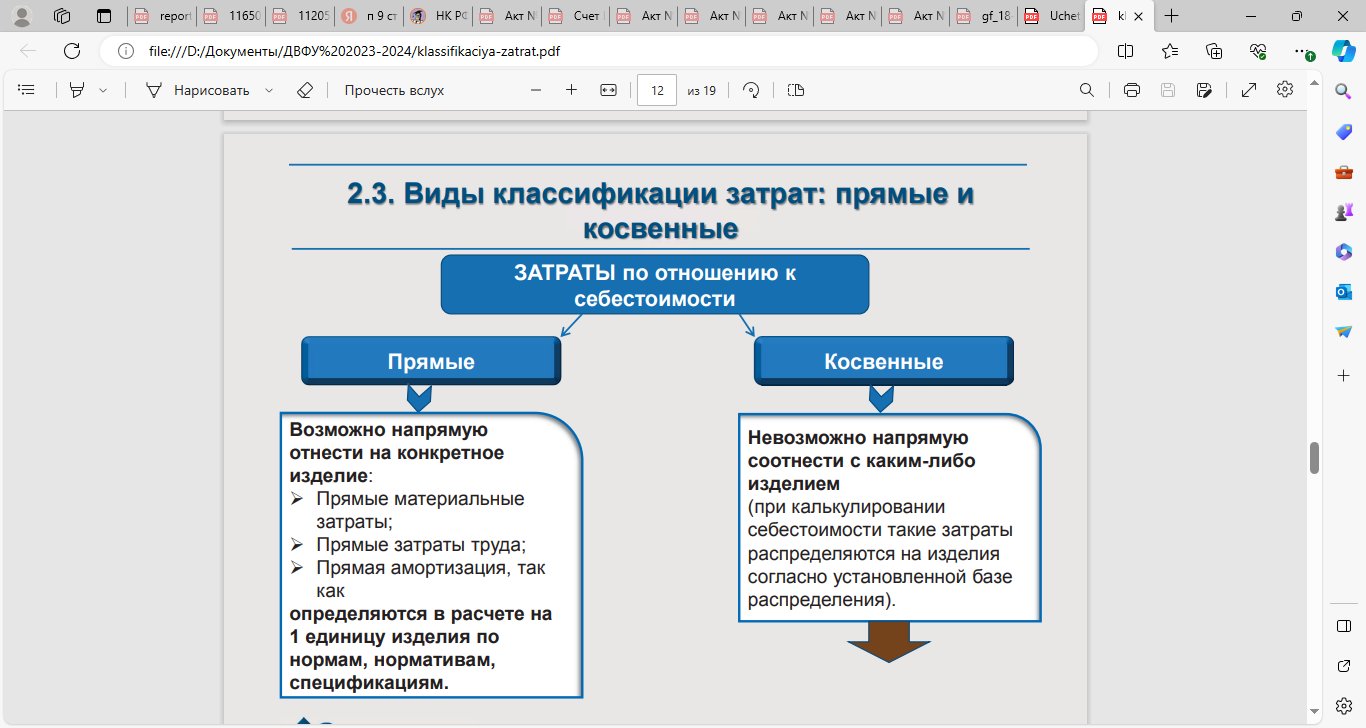 report
1165(
1120
п 9 ст
НК РФ
Акт N
Счет
Акт N
Акт N
Акт N
Акт N
Акт N
gf_18
Uchet
file:///D:/Документы/ДВФУ%202023-2024/klassifikaciya-zatrat.pdf
Нарисовать
Прочесть вслух
12
из 19
2.3. Виды классификации затрат: прямые и
косвенные
ЗАТРАТЫ по отношению к
себестоимости
Прямые
Косвенные
Возможно напрямую
отнести на конкретное
изделие:
Прямые материальные
затраты;
Прямые затраты труда;
Прямая амортизация, так
как
определяются в расчете на
1 единицу изделия по
нормам, нормативам,
спецификациям.
Невозможно напрямую
соотнести с каким-либо
изделием
(при калькулировании
себестоимости такие затраты
распределяются на изделия
согласно установленной базе
распределения).